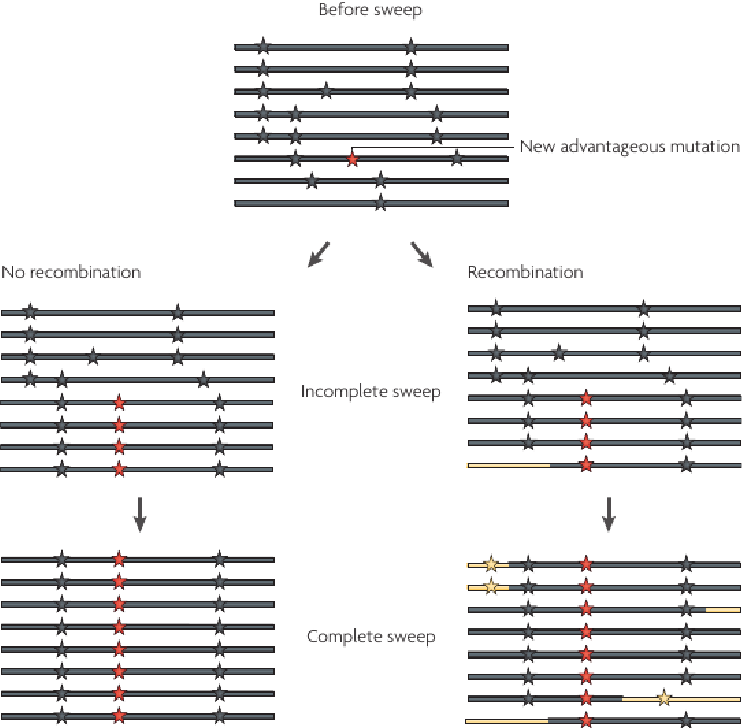 Before sweep
New advantageous mutation
No recombination
Recombination
Incomplete sweep
Complete sweep